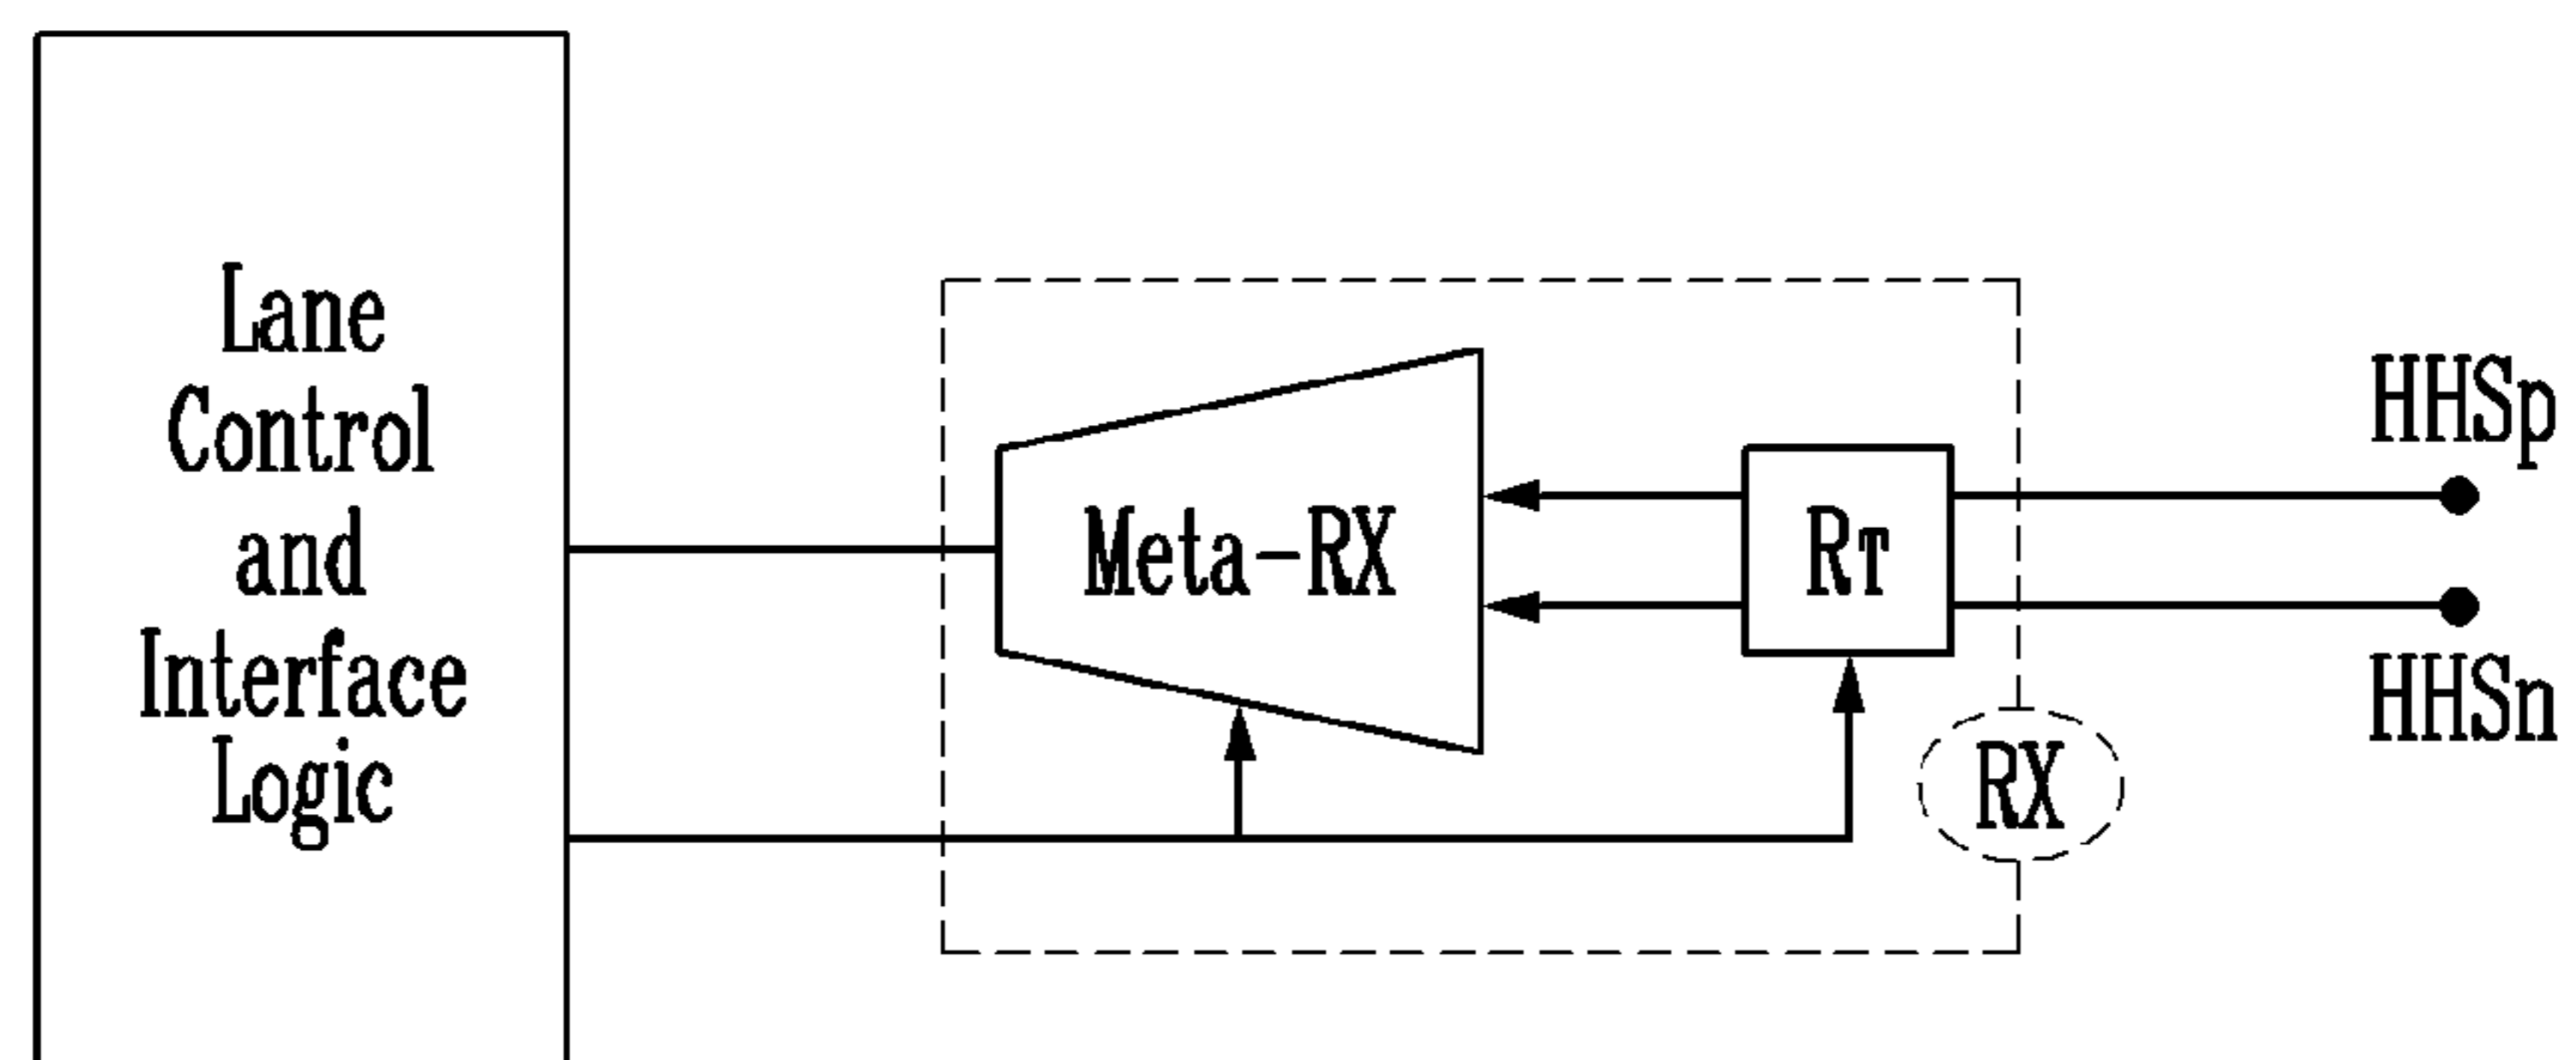 Lane
Control
and
Interface
Logic
Meta-RX
RT
HHSp
HHSn
RX